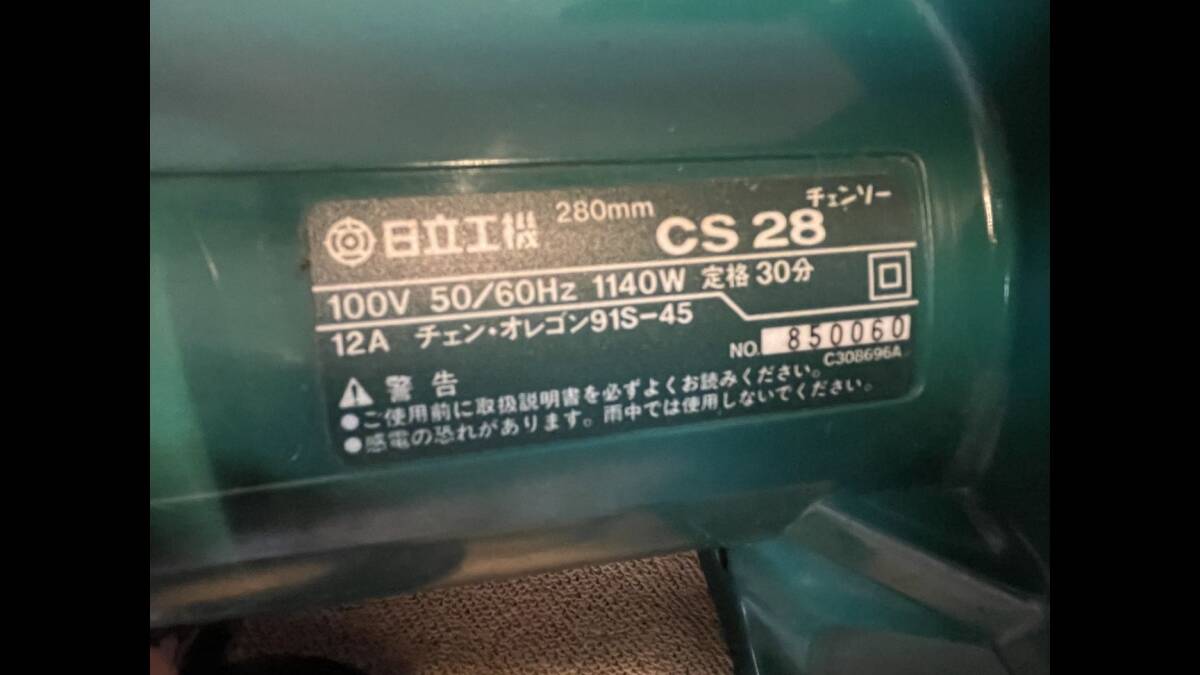 日立工機 280mm CS 28 チェンソー
100V 50/60Hz 1140W 定格30分
12A チェン・オレゴン91S-45
NO. 850060
C308696A
警告
●ご使用前に取扱説明書を必ずよくお読みください。
●感電の恐れがあります。雨中では使用しないでください。